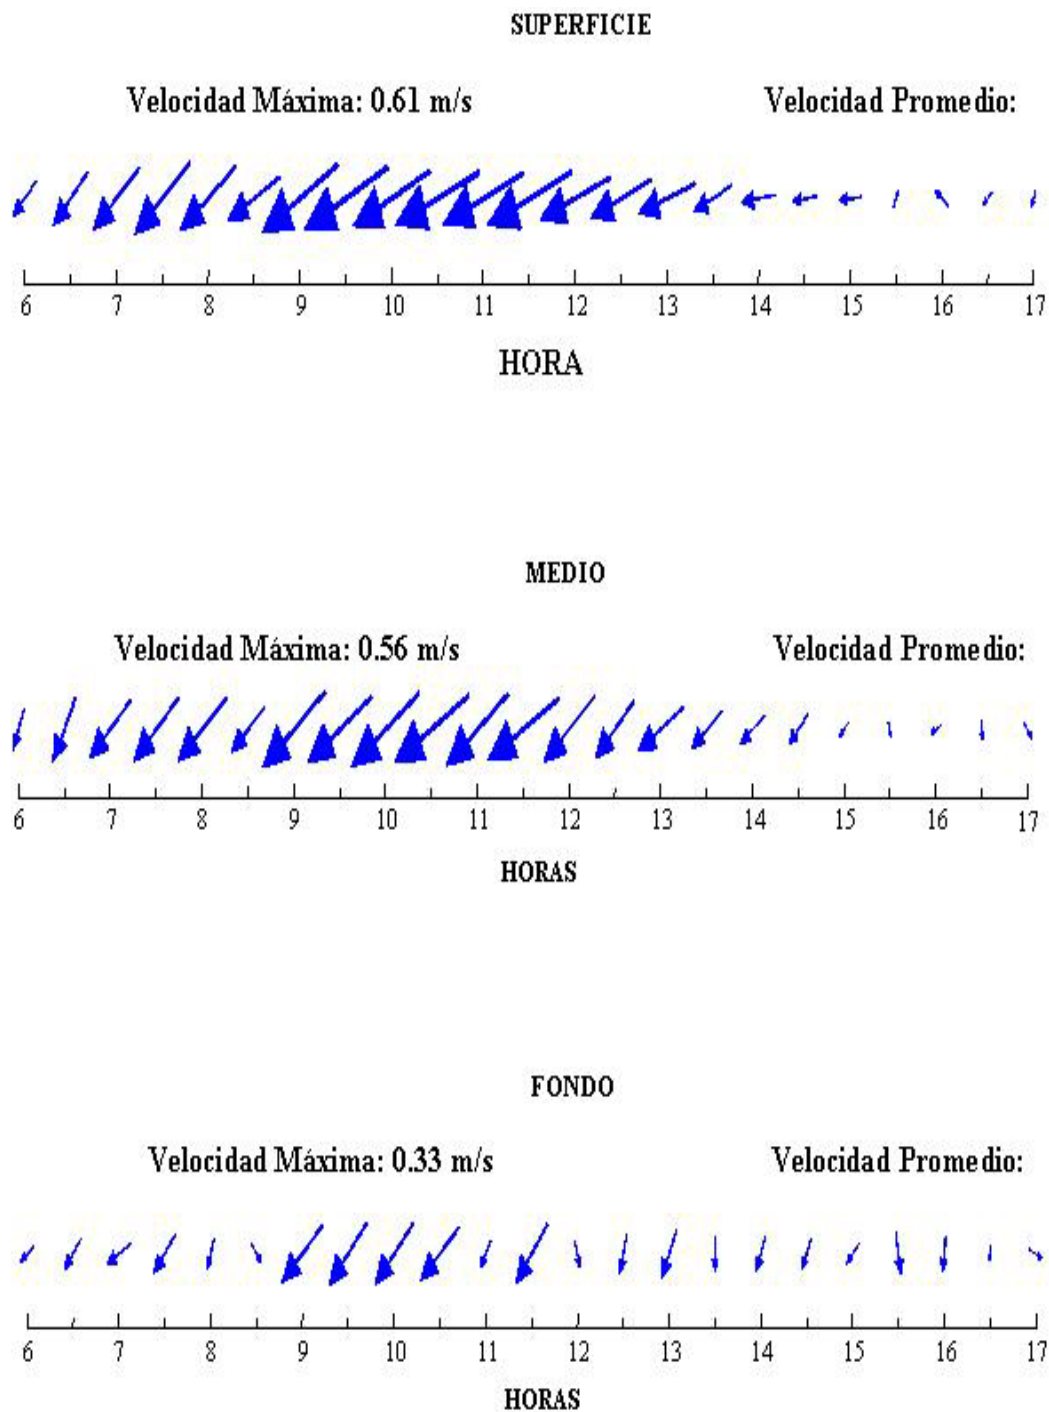 SUPERFICIE
Velocidad Máxima: 0.61 m/s Velocidad Promedio:
6 7 8 9 10 11 12 13 14 15 16 17
HORA
MEDIO
Velocidad Máxima: 0.56 m/s Velocidad Promedio:
6 7 8 9 10 11 12 13 14 15 16 17
HORAS
FONDO
Velocidad Máxima: 0.33 m/s Velocidad Promedio:
6 7 8 9 10 11 12 13 14 15 16 17
HORAS